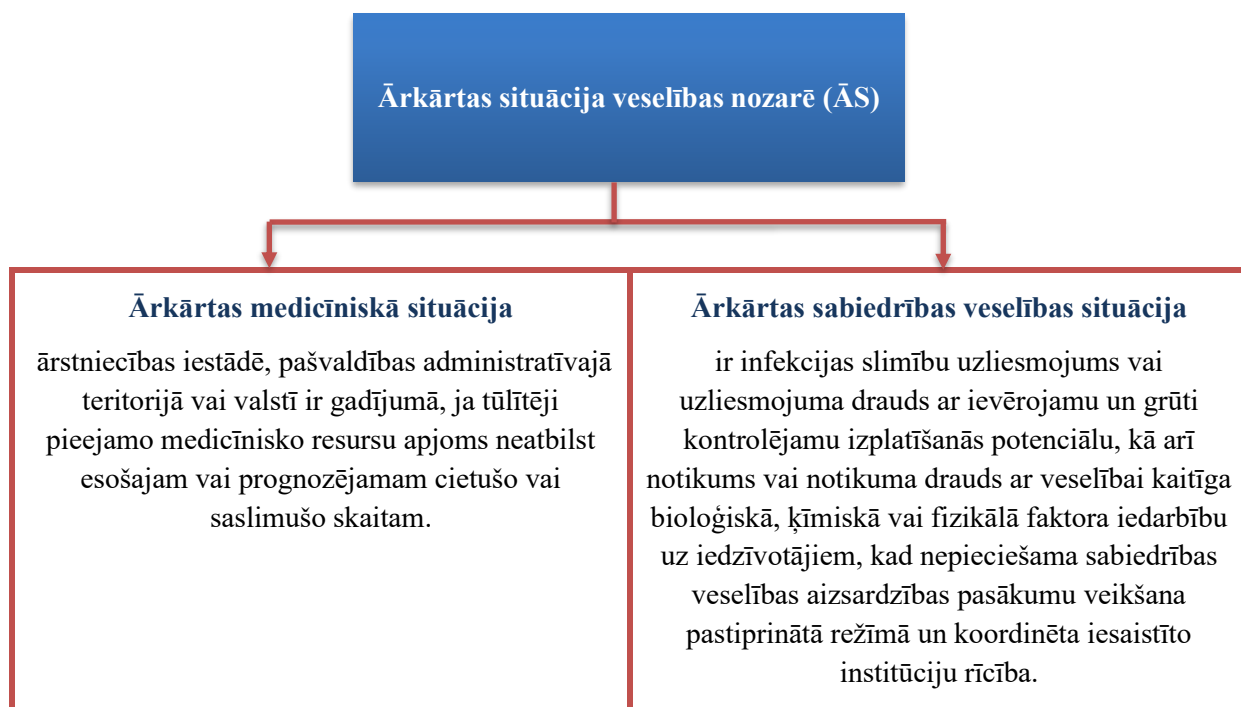 Ārkārtas situācija veselības nozarē (ĀS)
Ārkārtas medicīniskā situācija
ārstniecības iestādē, pašvaldības administratīvajā
teritorijā vai valstī ir gadījumā, ja tūlītēji
pieejamo medicīnisko resursu apjoms neatbilst
esošajam vai prognozējamam cietušo vai
saslimušo skaitam.
Ārkārtas sabiedrības veselības situācija
ir infekcijas slimību uzliesmojums vai
uzliesmojuma drauds ar ievērojamu un grūti
kontrolējamu izplatīšanās potenciālu, kā arī
notikums vai notikuma drauds ar veselībai kaitīga
bioloģiskā, ķīmiskā vai fizikālā faktora iedarbību
uz iedzīvotājiem, kad nepieciešama sabiedrības
veselības aizsardzības pasākumu veikšana
pastiprinātā režīmā un koordinēta iesaistīto
institūciju rīcība.